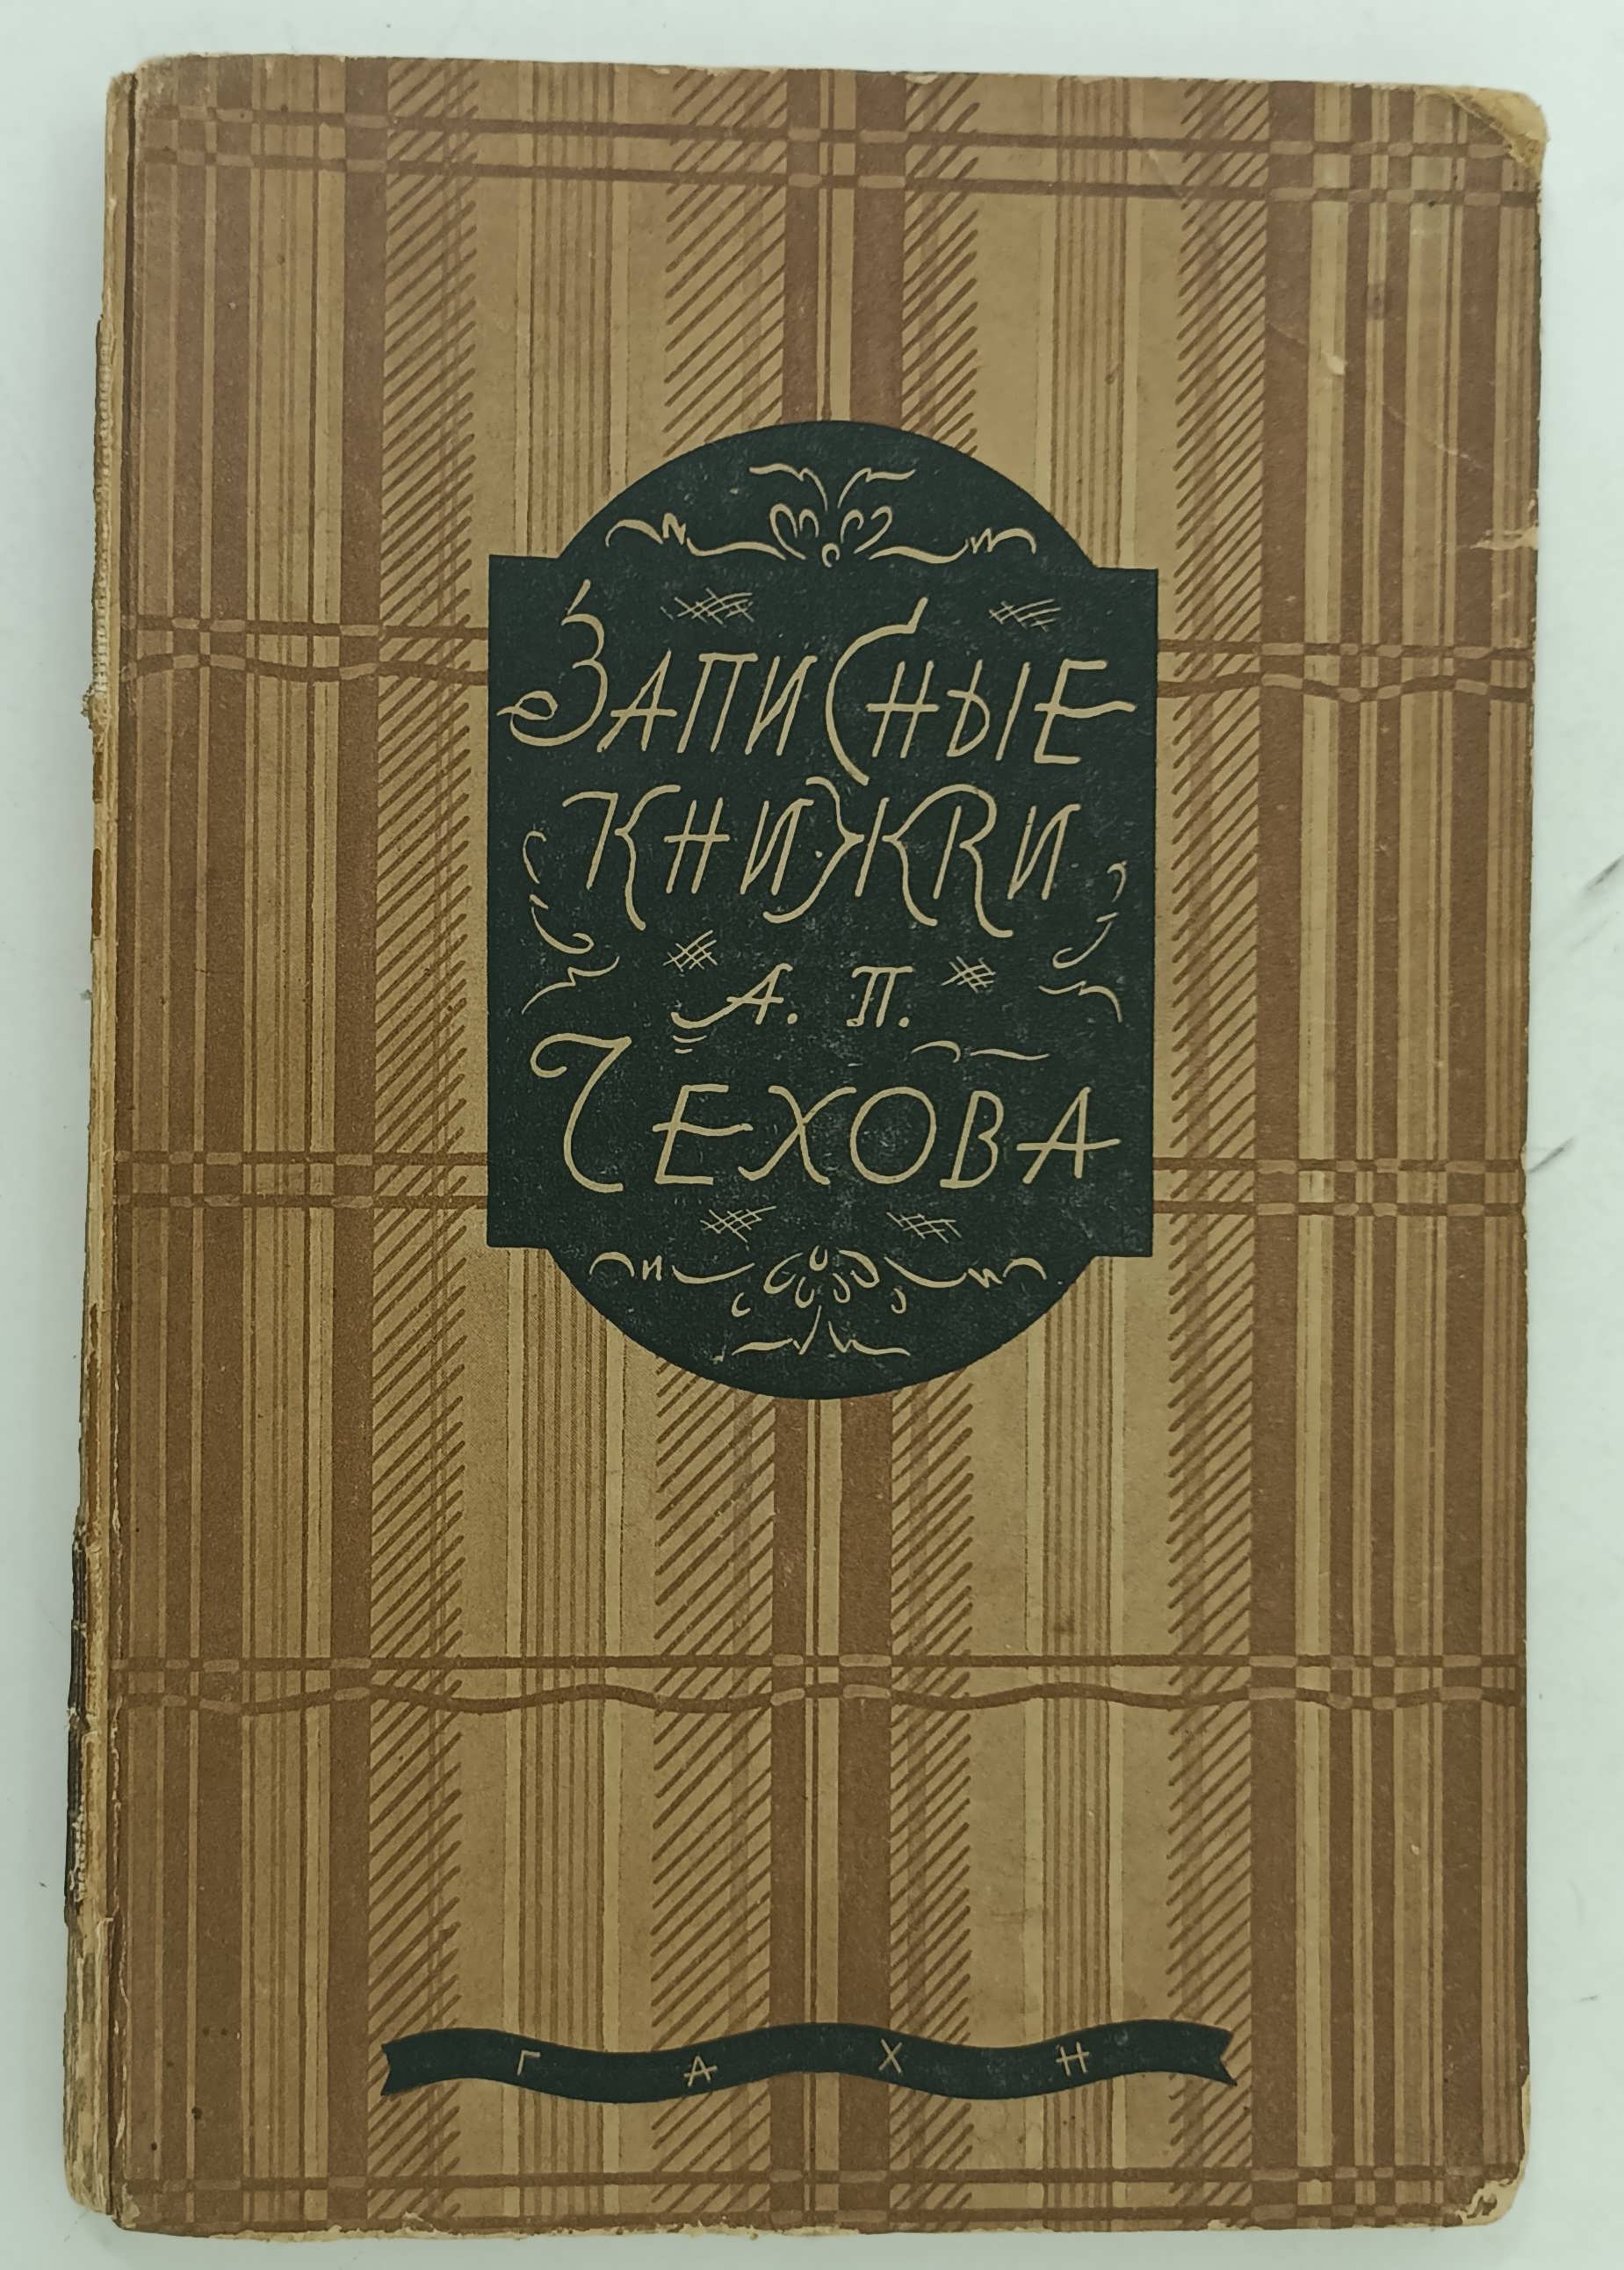 ЗАПИСНЫЕ
КНИЖКИ
А. П.
ЧЕХОВА
Г А Х Н